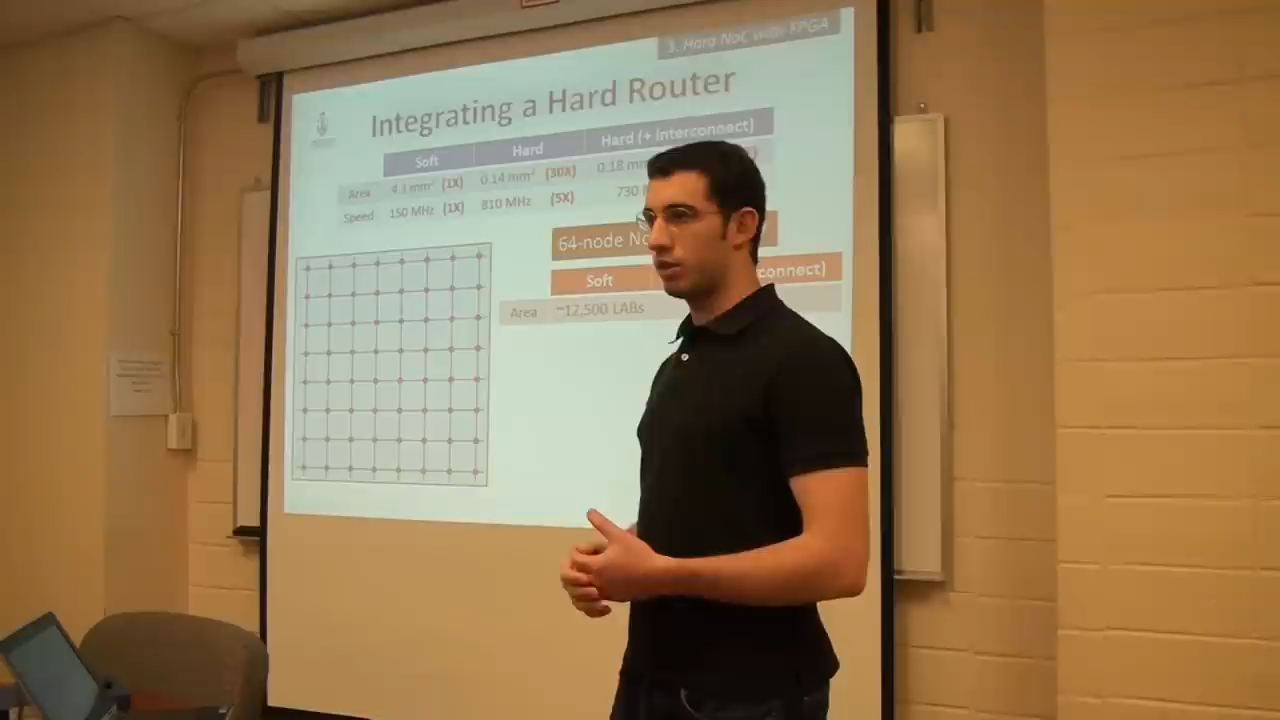 3. Hard NoC with FPGA
Integrating a Hard Router
Soft Hard Hard (+ Interconnect)
Area 4.1 mm² (1X) 0.14 mm² (30X) 0.18 mm
Speed 150 MHz (1X) 810 MHz (5X) 730
64-node
Soft connect)
Area ~12,500 LABs